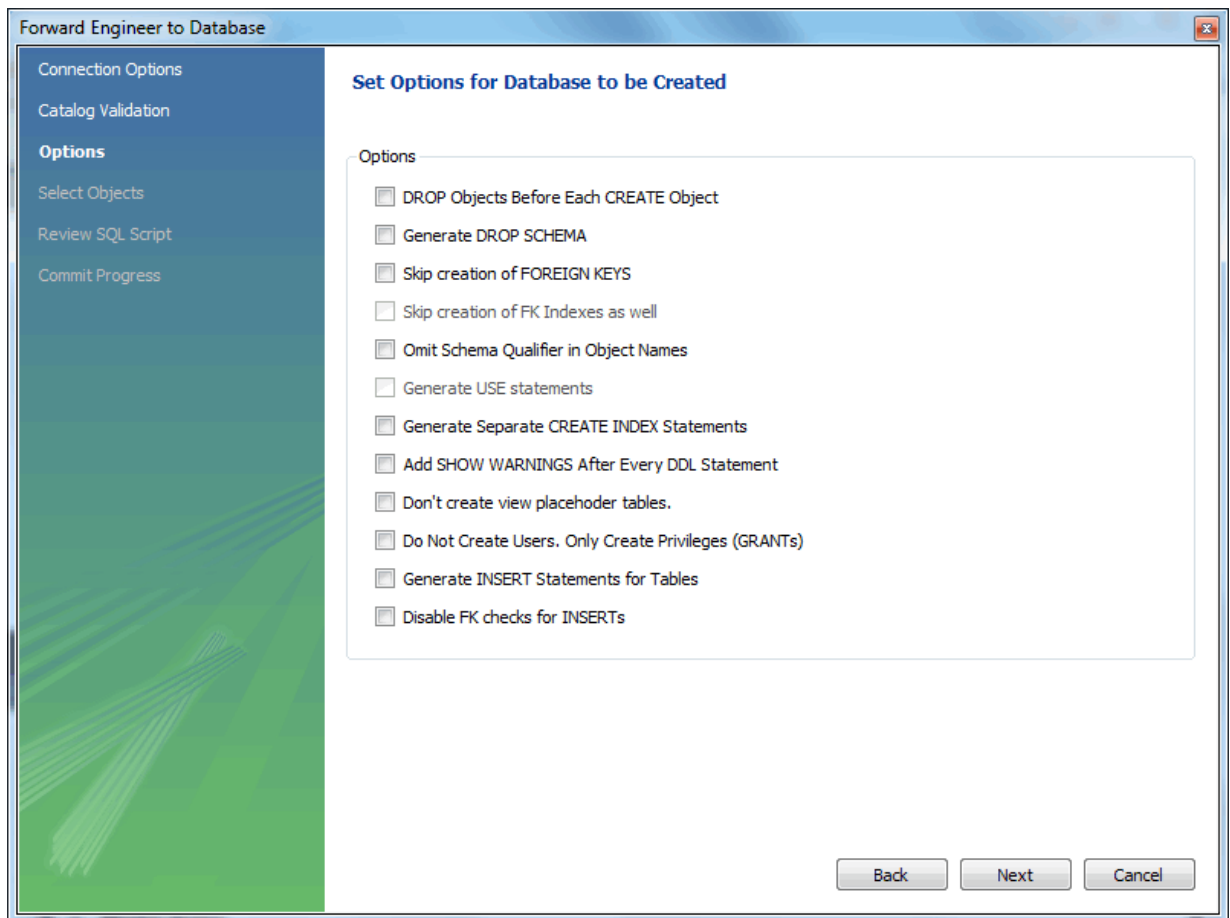 Forward Engineer to Database
Connection Options
Catalog Validation
Options
Select Objects
Review SQL Script
Commit Progress
Set Options for Database to be Created
Options
DROP Objects Before Each CREATE Object
Generate DROP SCHEMA
Skip creation of FOREIGN KEYS
Skip creation of FK Indexes as well
Omit Schema Qualifier in Object Names
Generate USE statements
Generate Separate CREATE INDEX Statements
Add SHOW WARNINGS After Every DDL Statement
Don't create view placehoder tables.
Do Not Create Users. Only Create Privileges (GRANTs)
Generate INSERT Statements for Tables
Disable FK checks for INSERTs
Back
Next
Cancel